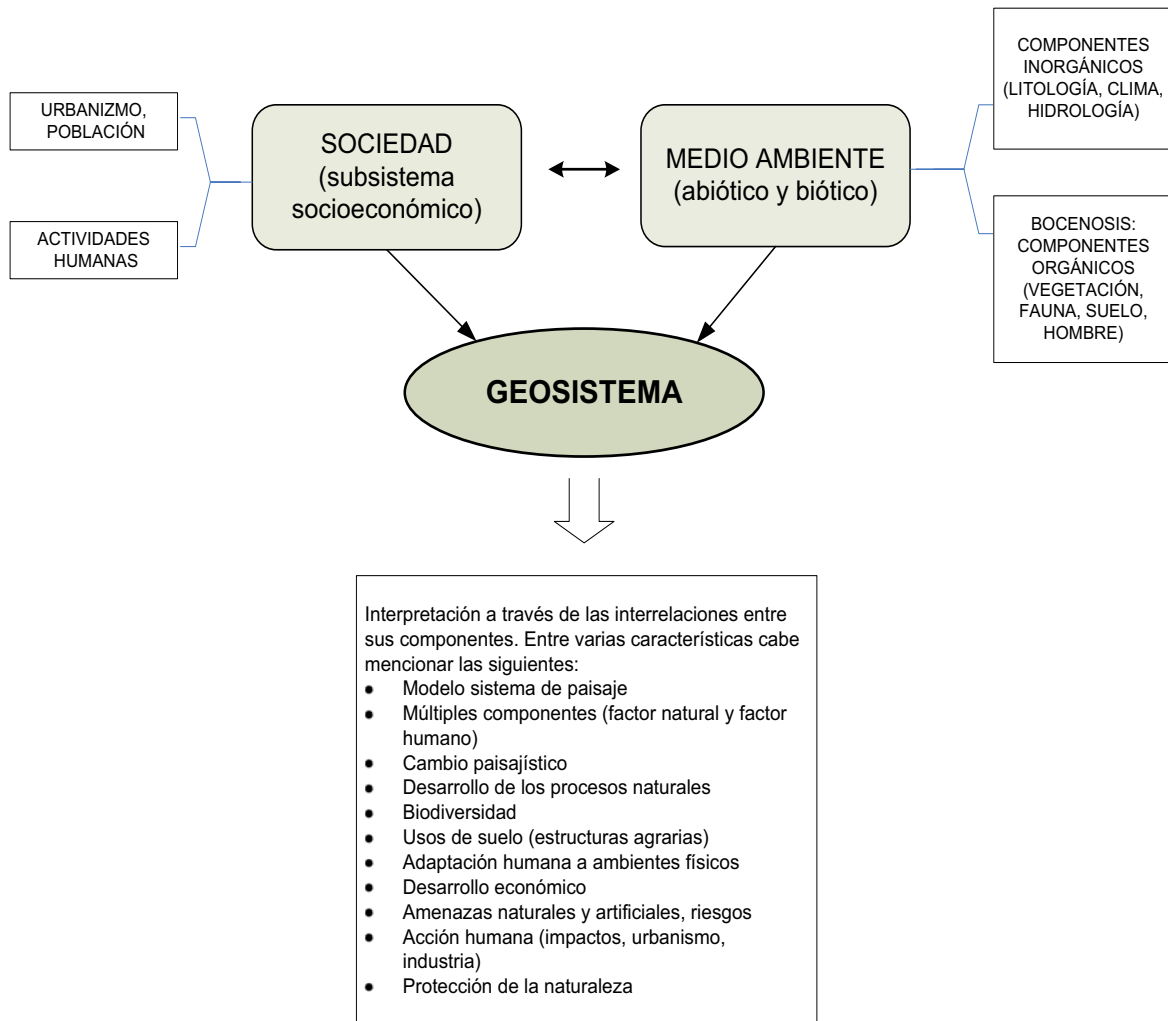 URBANIZMO,
POBLACIÓN
ACTIVIDADES
HUMANAS
SOCIEDAD
(subsistema
socioeconómico)
MEDIO AMBIENTE
(abiótico y biótico)
COMPONENTES
INORGÁNICOS
(LITOLOGÍA, CLIMA,
HIDROLOGÍA)
BOCENOSIS:
COMPONENTES
ORGÁNICOS
(VEGETACIÓN,
FAUNA, SUELO,
HOMBRE)
GEOSISTEMA
Interpretación a través de las interrelaciones entre
sus componentes. Entre varias características cabe
mencionar las siguientes:
• Modelo sistema de paisaje
• Múltiples componentes (factor natural y factor
humano)
• Cambio paisajístico
• Desarrollo de los procesos naturales
• Biodiversidad
• Usos de suelo (estructuras agrarias)
• Adaptación humana a ambientes físicos
• Desarrollo económico
• Amenazas naturales y artificiales, riesgos
• Acción humana (impactos, urbanismo,
industria)
• Protección de la naturaleza